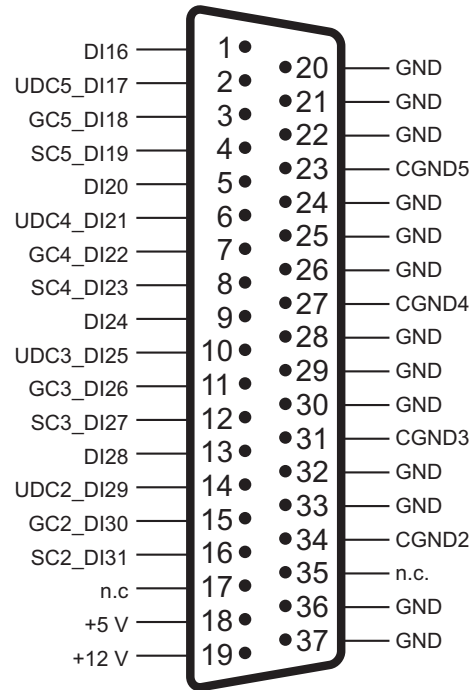 DI16 1
UDC5_DI17 2
GC5_DI18 3
SC5_DI19 4
DI20 5
UDC4_DI21 6
GC4_DI22 7
SC4_DI23 8
DI24 9
UDC3_DI25 10
GC3_DI26 11
SC3_DI27 12
DI28 13
UDC2_DI29 14
GC2_DI30 15
SC2_DI31 16
n.c 17
+5 V 18
+12 V 19
20 GND
21 GND
22 GND
23 CGND5
24 GND
25 GND
26 GND
27 CGND4
28 GND
29 GND
30 GND
31 CGND3
32 GND
33 GND
34 CGND2
35 n.c.
36 GND
37 GND